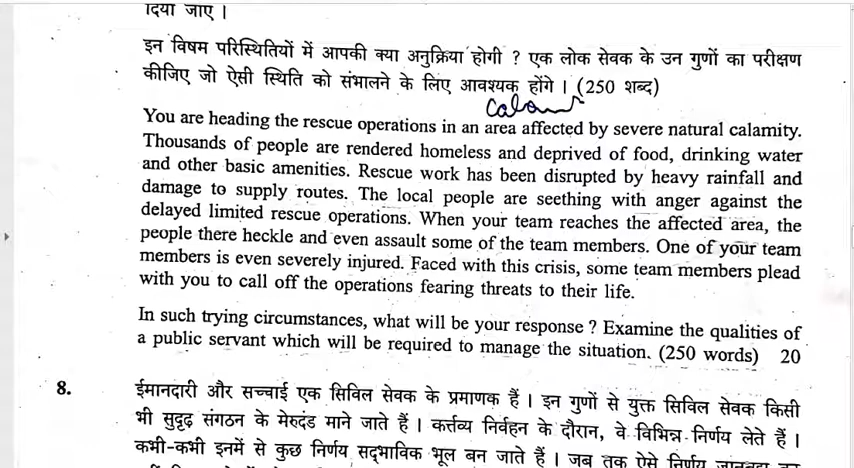 दिया जाए ।
इन विषम परिस्थितियों में आपकी क्या अनुक्रिया होगी ? एक लोक सेवक के उन गुणों का परीक्षण
कीजिए जो ऐसी स्थिति को संभालने के लिए आवश्यक होंगे । (250 शब्द)
You are heading the rescue operations in an area affected by severe natural calamity.
Thousands of people are rendered homeless and deprived of food, drinking water
and other basic amenities. Rescue work has been disrupted by heavy rainfall and
damage to supply routes. The local people are seething with anger against the
delayed limited rescue operations. When your team reaches the affected area, the
people there heckle and even assault some of the team members. One of your team
members is even severely injured. Faced with this crisis, some team members plead
with you to call off the operations fearing threats to their life.
In such trying circumstances, what will be your response ? Examine the qualities of
a public servant which will be required to manage the situation. (250 words) 20
8. ईमानदारी और सच्चाई एक सिविल सेवक के प्रमाणक हैं । इन गुणों से युक्त सिविल सेवक किसी
भी सुदृढ़ संगठन के मेरुदंड माने जाते हैं । कर्त्तव्य निर्वहन के दौरान, वे विभिन्न निर्णय लेते हैं ।
कभी-कभी इनमें से कुछ निर्णय सद्भाविक भूल बन जाते हैं । जब तक ऐसे निर्णय